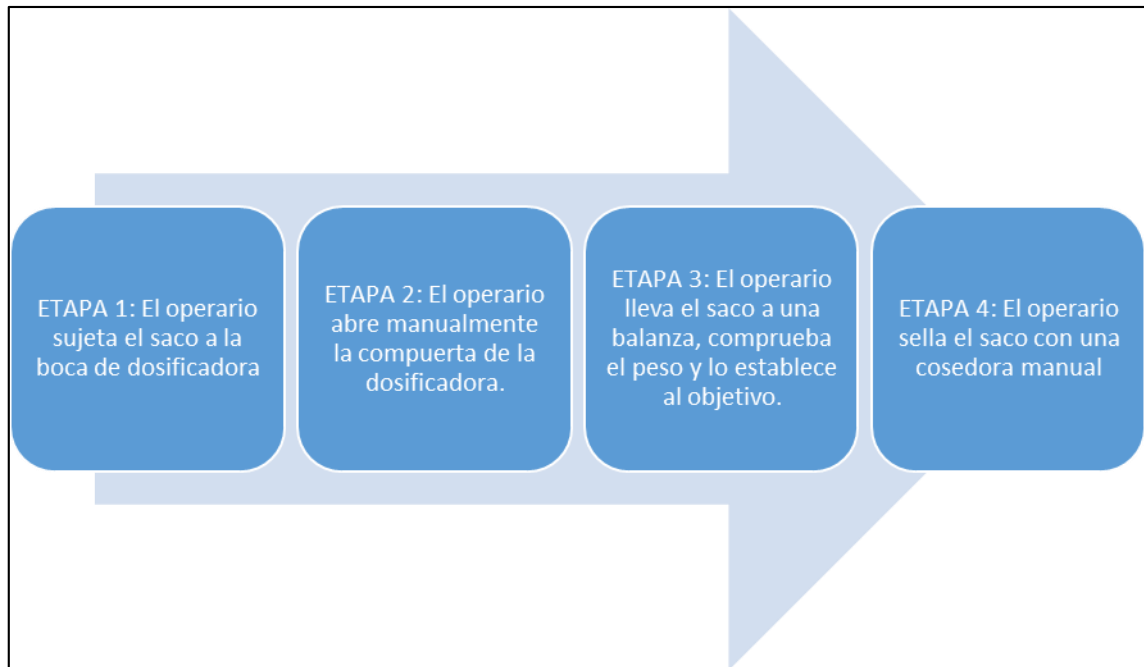 ETAPA 1: El operario
sujeta el saco a la
boca de dosificadora
ETAPA 2: El operario
abre manualmente
la compuerta de la
dosificadora.
ETAPA 3: El operario
lleva el saco a una
balanza, comprueba
el peso y lo establece
al objetivo.
ETAPA 4: El operario
sella el saco con una
cosedora manual